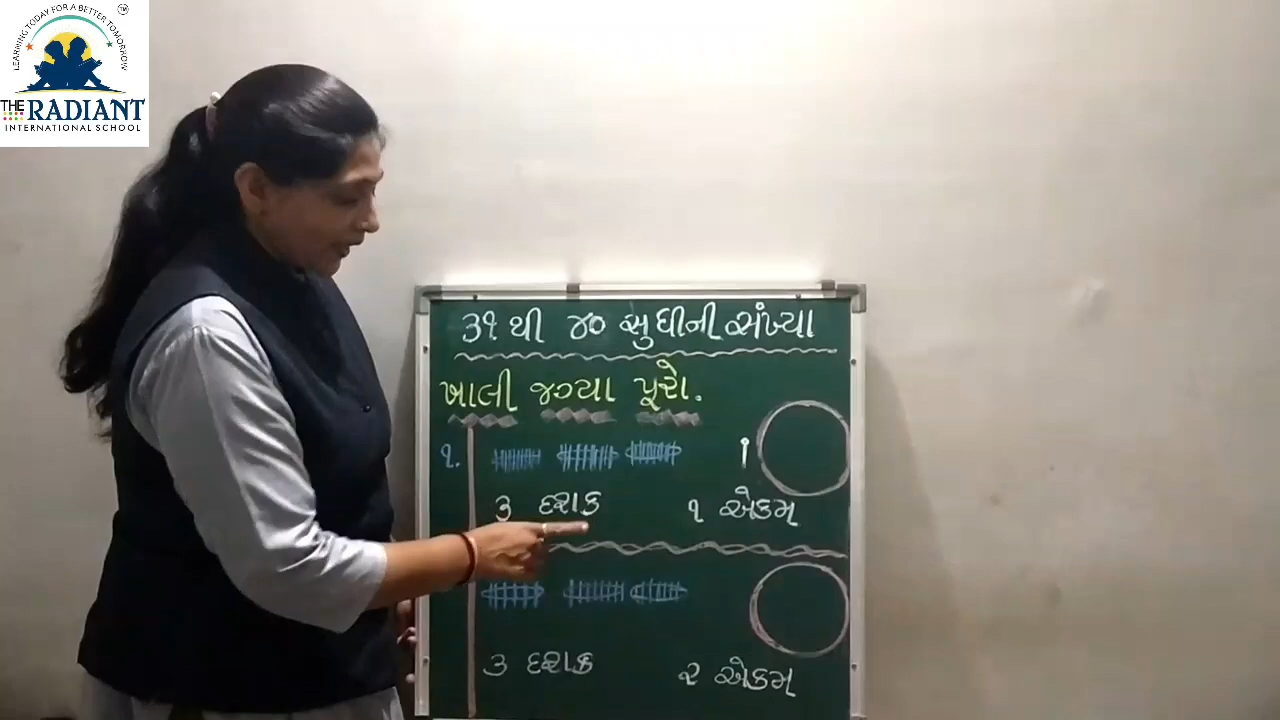 LEARNING TODAY FOR A BETTER TOMORROW
TM
THE RADIANT
INTERNATIONAL SCHOOL
૩૧ થી ૪૦ સુધીની સંખ્યા
ખાલી જગ્યા પૂરો.
૧.
૩ દશક ૧ એકમ
૩ દશક ૨ એકમ